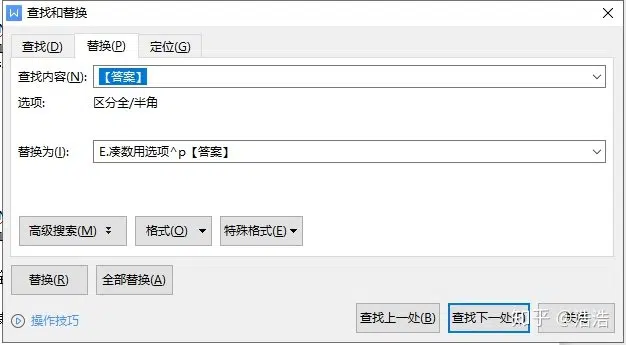 查找和替换
查找(D) 替换(P) 定位(G)
查找内容(N): 【答案】
选项: 区分全/半角
替换为(I): E.凑数用选项^p【答案】
高级搜索(M) 格式(O) 特殊格式(E)
替换(R) 全部替换(A)
操作技巧 查找上一处(B) 查找下一处(F) 关闭
知乎 @浩浩